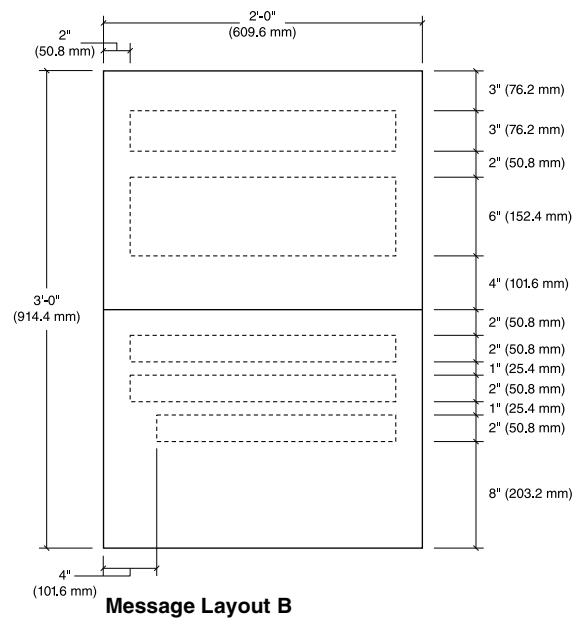 2'-0"
(609.6 mm)
2"
(50.8 mm)
3" (76.2 mm)
3" (76.2 mm)
2" (50.8 mm)
6" (152.4 mm)
4" (101.6 mm)
3'-0"
(914.4 mm)
2" (50.8 mm)
2" (50.8 mm)
1" (25.4 mm)
2" (50.8 mm)
1" (25.4 mm)
2" (50.8 mm)
8" (203.2 mm)
4"
(101.6 mm)
Message Layout B